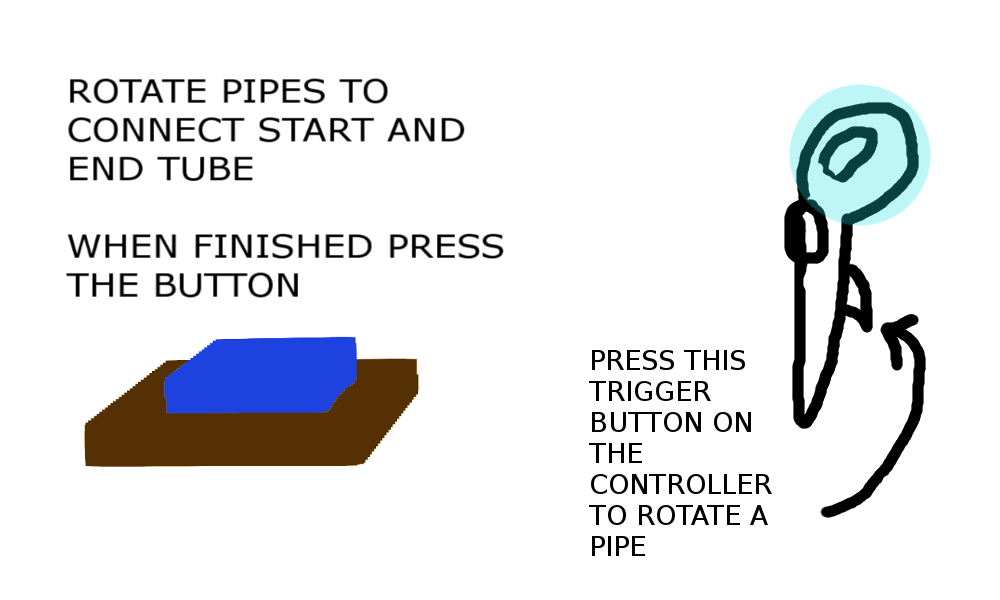 ROTATE PIPES TO
CONNECT START AND
END TUBE
WHEN FINISHED PRESS
THE BUTTON
PRESS THIS
TRIGGER
BUTTON ON
THE
CONTROLLER
TO ROTATE A
PIPE